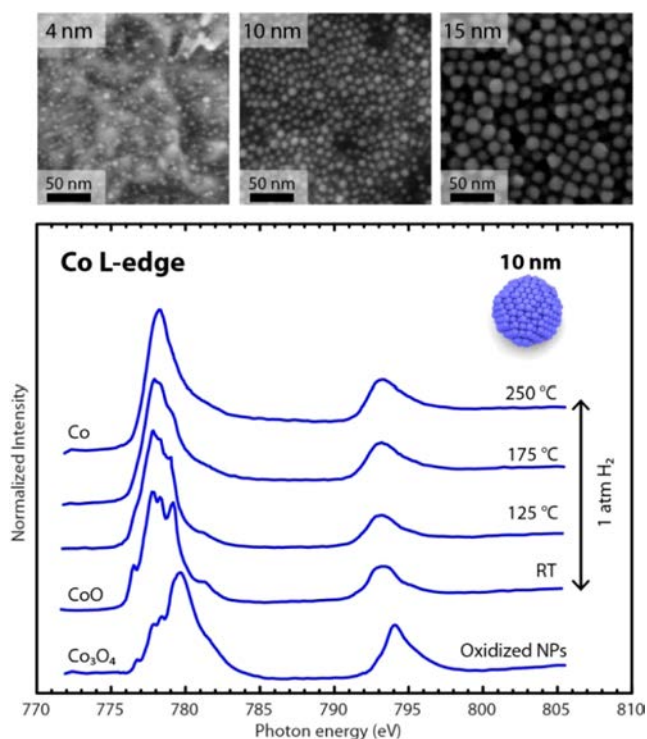 4 nm
10 nm
15 nm
50 nm
50 nm
50 nm
Co L-edge
10 nm
250 °C
Co
175 °C
125 °C
RT
CoO
Co₃O₄
Oxidized NPs
1 atm H₂
Normalized Intensity
770 775 780 785 790 795 800 805 810
Photon energy (eV)